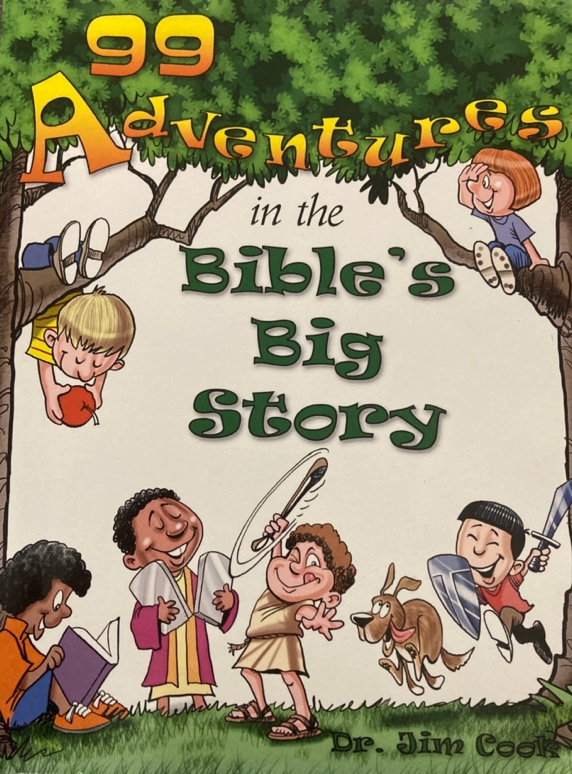 99
Adventures
in the
Bible's
Big
Story
Dr. Jim Cook